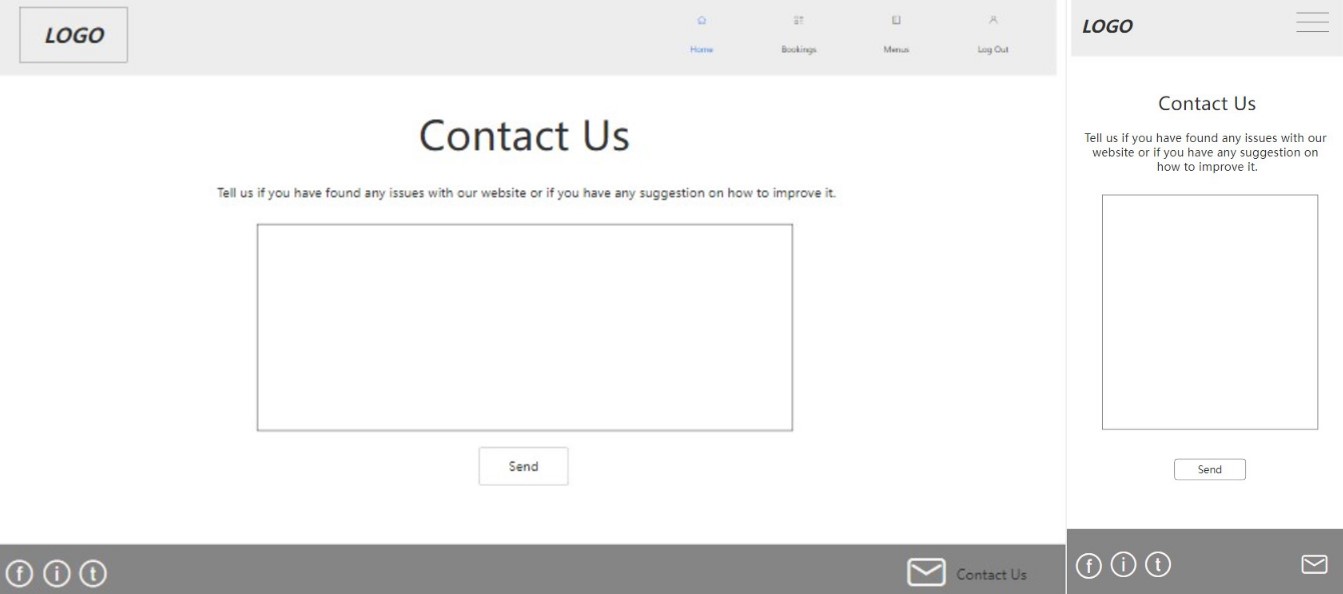 LOGO
Home
Bookings
Menus
Log Out
Contact Us
Tell us if you have found any issues with our website or if you have any suggestion on how to improve it.
Send
f i t
Contact Us
LOGO
Contact Us
Tell us if you have found any issues with our
website or if you have any suggestion on
how to improve it.
Send
f i t